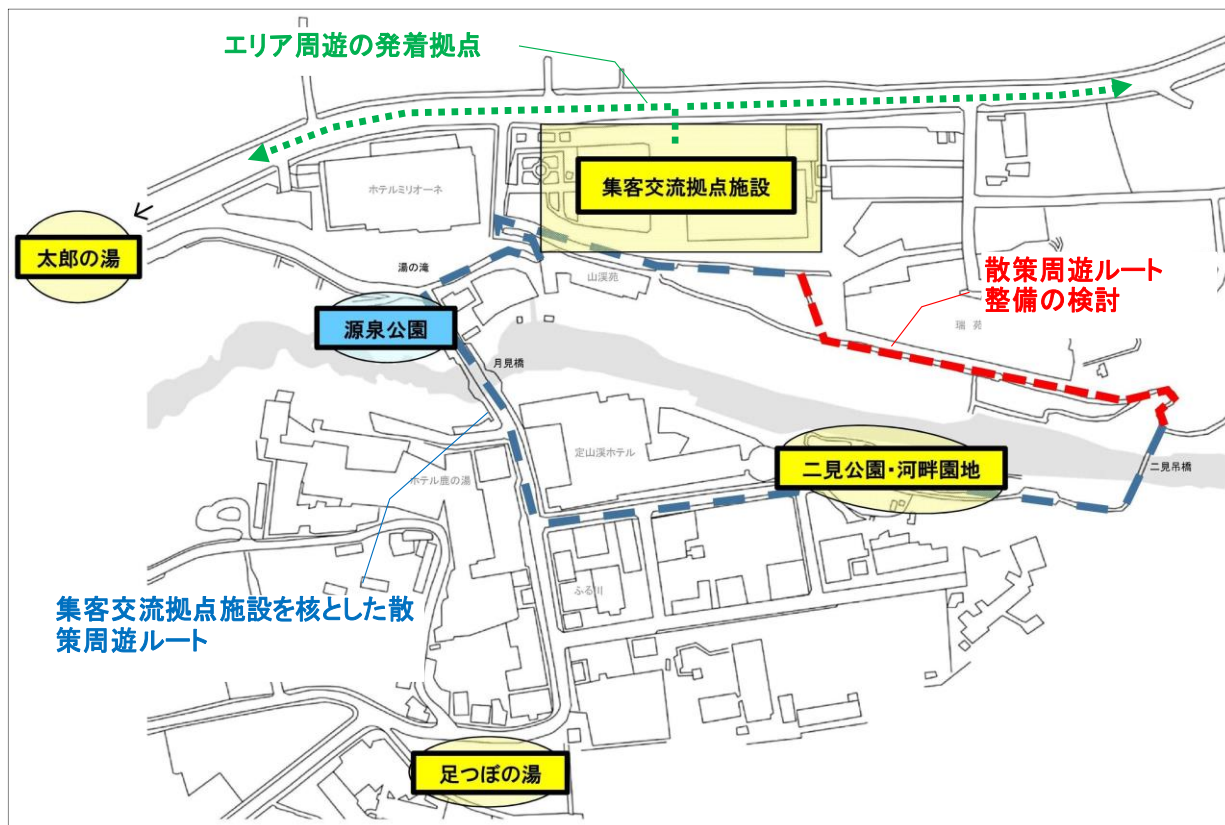 エリア周遊の発着拠点
集客交流拠点施設
ホテルミリオーネ
太郎の湯
湯の滝
山渓苑
散策周遊ルート
整備の検討
源泉公園
瑞 苑
月見橋
定山渓ホテル
二見公園・河畔園地
二見吊橋
ホテル鹿の湯
ふる川
集客交流拠点施設を核とした散
策周遊ルート
足つぼの湯